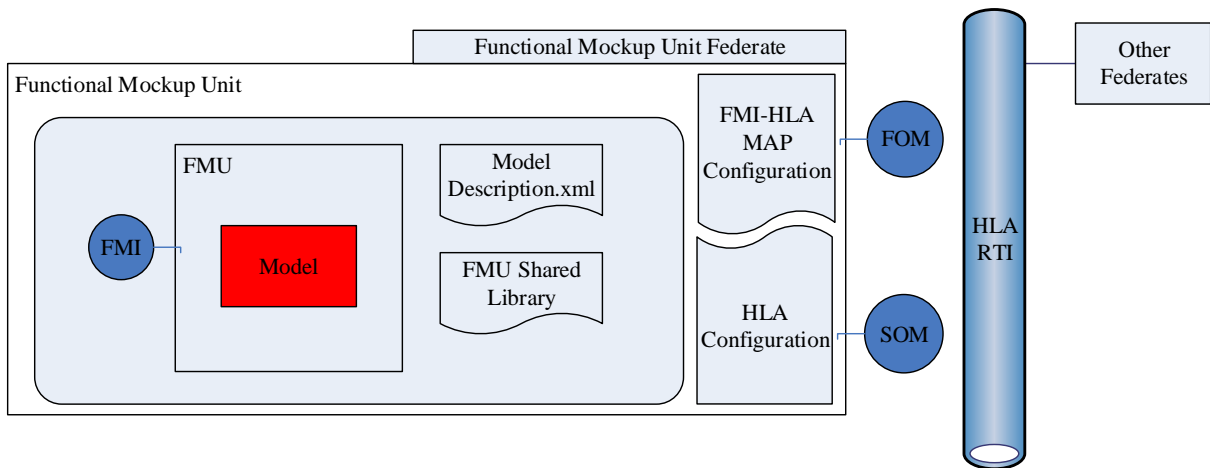 Functional Mockup Unit Federate
Functional Mockup Unit
FMU
FMI
Model
Model
Description.xml
FMU Shared
Library
FMI-HLA
MAP
Configuration
HLA
Configuration
FOM
SOM
HLA
RTI
Other
Federates